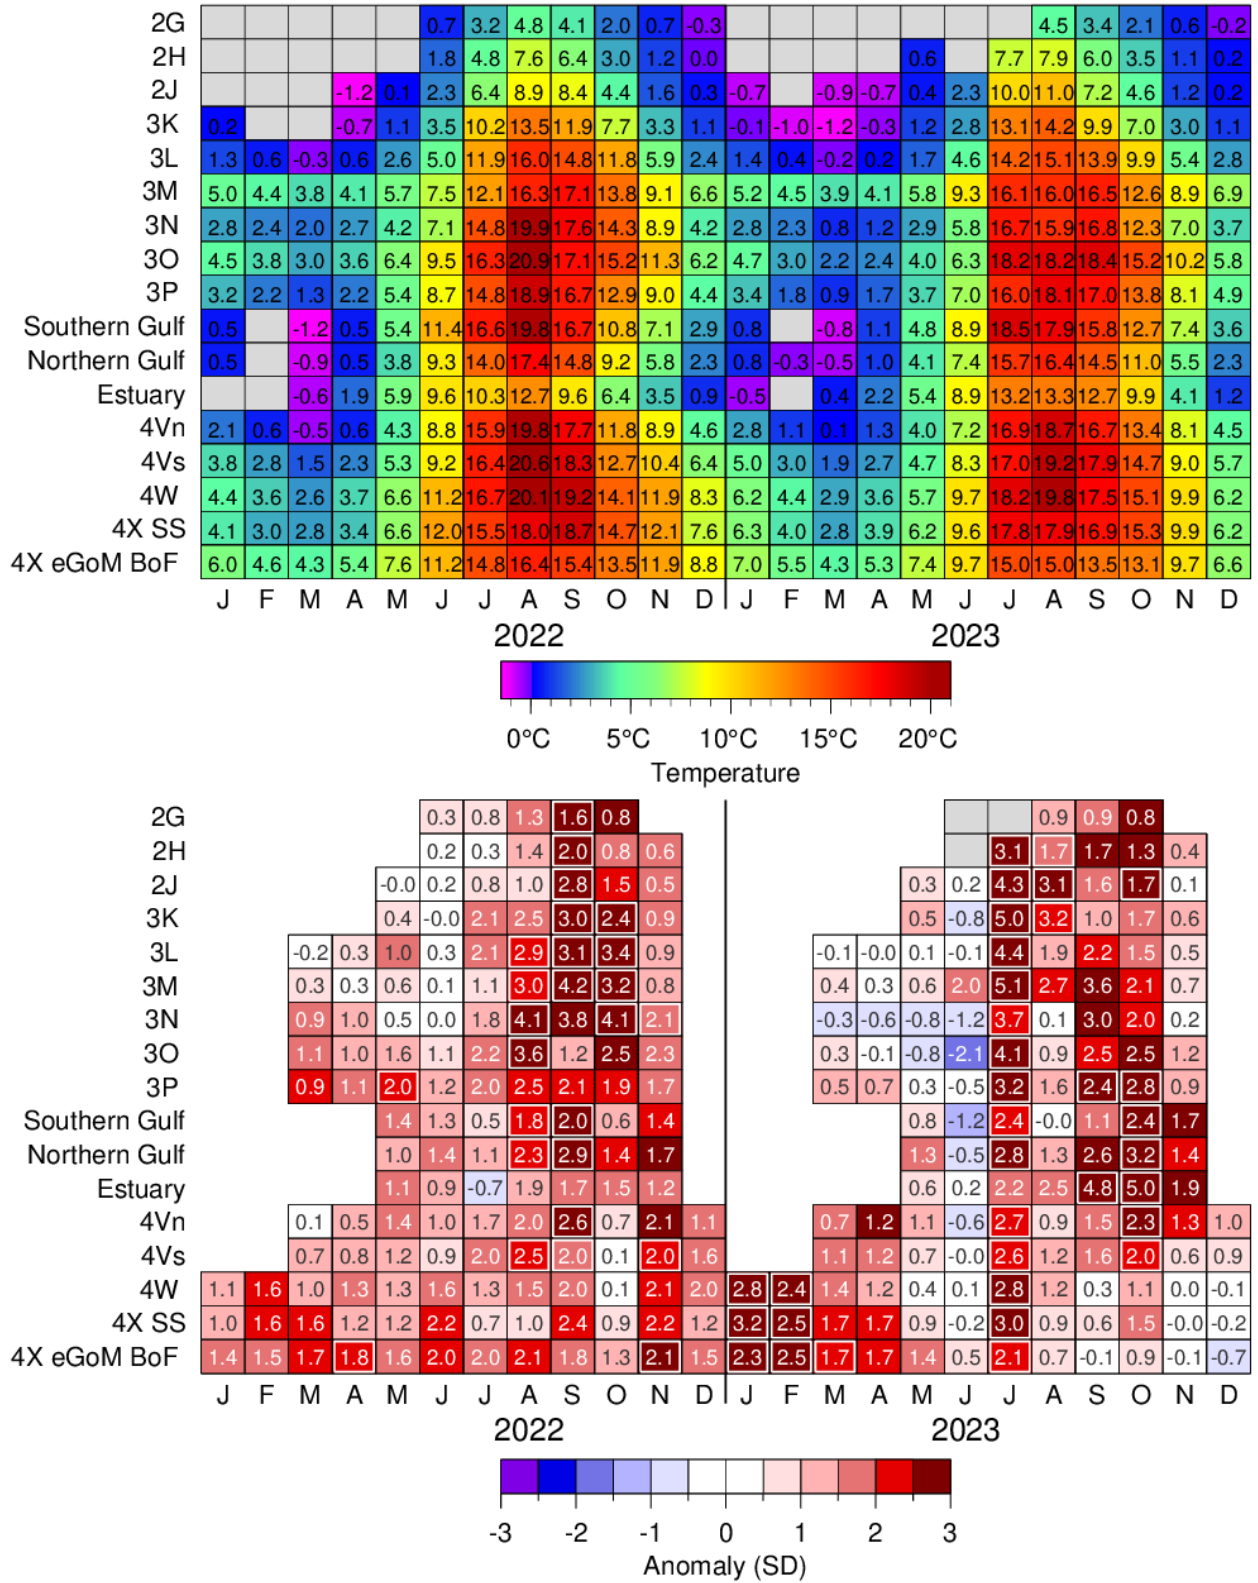 2G 0.7 3.2 4.8 4.1 2.0 0.7 -0.3 4.5 3.4 2.1 0.6 -0.2
2H 1.8 4.8 7.6 6.4 3.0 1.2 0.0 0.6 7.7 7.9 6.0 3.5 1.1 0.2
2J -1.2 0.1 2.3 6.4 8.9 8.4 4.4 1.6 0.3 -0.7 -0.9 -0.7 0.4 2.3 10.0 11.0 7.2 4.6 1.2 0.2
3K 0.2 -0.7 1.1 3.5 10.2 13.5 11.9 7.7 3.3 1.1 -0.1 -1.0 -1.2 -0.3 1.2 2.8 13.1 14.2 9.9 7.0 3.0 1.1
3L 1.3 0.6 -0.3 0.6 2.6 5.0 11.9 16.0 14.8 11.8 5.9 2.4 1.4 0.4 -0.2 0.2 1.7 4.6 14.2 15.1 13.9 9.9 5.4 2.8
3M 5.0 4.4 3.8 4.1 5.7 7.5 12.1 16.3 17.1 13.8 9.1 6.6 5.2 4.5 3.9 4.1 5.8 9.3 16.1 16.0 16.5 12.6 8.9 6.9
3N 2.8 2.4 2.0 2.7 4.2 7.1 14.8 19.9 17.6 14.3 8.9 4.2 2.8 2.3 0.8 1.2 2.9 5.8 16.7 15.9 16.8 12.3 7.0 3.7
3O 4.5 3.8 3.0 3.6 6.4 9.5 16.3 20.9 17.1 15.2 11.3 6.2 4.7 3.0 2.2 2.4 4.0 6.3 18.2 18.2 18.4 15.2 10.2 5.8
3P 3.2 2.2 1.3 2.2 5.4 8.7 14.8 18.9 16.7 12.9 9.0 4.4 3.4 1.8 0.9 1.7 3.7 7.0 16.0 18.1 17.0 13.8 8.1 4.9
Southern Gulf 0.5 -1.2 0.5 5.4 11.4 16.6 19.8 16.7 10.8 7.1 2.9 0.8 -0.8 1.1 4.8 8.9 18.5 17.9 15.8 12.7 7.4 3.6
Northern Gulf 0.5 -0.9 0.5 3.8 9.3 14.0 17.4 14.8 9.2 5.8 2.3 0.8 -0.3 -0.5 1.0 4.1 7.4 15.7 16.4 14.5 11.0 5.5 2.3
Estuary -0.6 1.9 5.9 9.6 10.3 12.7 9.6 6.4 3.5 0.9 -0.5 0.4 2.2 5.4 8.9 13.2 13.3 12.7 9.9 4.1 1.2
4Vn 2.1 0.6 -0.5 0.6 4.3 8.8 15.9 19.8 17.7 11.8 8.9 4.6 2.8 1.1 0.1 1.3 4.0 7.2 16.9 18.7 16.7 13.4 8.1 4.5
4Vs 3.8 2.8 1.5 2.3 5.3 9.2 16.4 20.6 18.3 12.7 10.4 6.4 5.0 3.0 1.9 2.7 4.7 8.3 17.0 19.2 17.9 14.7 9.0 5.7
4W 4.4 3.6 2.6 3.7 6.6 11.2 16.7 20.1 19.2 14.1 11.9 8.3 6.2 4.4 2.9 3.6 5.7 9.7 18.2 19.8 17.5 15.1 9.9 6.2
4X SS 4.1 3.0 2.8 3.4 6.6 12.0 15.5 18.0 18.7 14.7 12.1 7.6 6.3 4.0 2.8 3.9 6.2 9.6 17.8 17.9 16.9 15.3 9.9 6.2
4X eGoM BoF 6.0 4.6 4.3 5.4 7.6 11.2 14.8 16.4 15.4 13.5 11.9 8.8 7.0 5.5 4.3 5.3 7.4 9.7 15.0 15.0 13.5 13.1 9.7 6.6
J F M A M J J A S O N D J F M A M J J A S O N D
2022 2023
0°C 5°C 10°C 15°C 20°C
Temperature
2G 0.3 0.8 1.3 1.6 0.8 0.9 0.9 0.8
2H 0.2 0.3 1.4 2.0 0.8 0.6 3.1 1.7 1.7 1.3 0.4
2J -0.0 0.2 0.8 1.0 2.8 1.5 0.5 0.3 0.2 4.3 3.1 1.6 1.7 0.1
3K 0.4 -0.0 2.1 2.5 3.0 2.4 0.9 0.5 -0.8 5.0 3.2 1.0 1.7 0.6
3L -0.2 0.3 1.0 0.3 2.1 2.9 3.1 3.4 0.9 -0.1 -0.0 0.1 -0.1 4.4 1.9 2.2 1.5 0.5
3M 0.3 0.3 0.6 0.1 1.1 3.0 4.2 3.2 0.8 0.4 0.3 0.6 2.0 5.1 2.7 3.6 2.1 0.7
3N 0.9 1.0 0.5 0.0 1.8 4.1 3.8 4.1 2.1 -0.3 -0.6 -0.8 -1.2 3.7 0.1 3.0 2.0 0.2
3O 1.1 1.0 1.6 1.1 2.2 3.6 1.2 2.5 2.3 0.3 -0.1 -0.8 -2.1 4.1 0.9 2.5 2.5 1.2
3P 0.9 1.1 2.0 1.2 2.0 2.5 2.1 1.9 1.7 0.5 0.7 0.3 -0.5 3.2 1.6 2.4 2.8 0.9
Southern Gulf 1.4 1.3 0.5 1.8 2.0 0.6 1.4 0.8 -1.2 2.4 -0.0 1.1 2.4 1.7
Northern Gulf 1.0 1.4 1.1 2.3 2.9 1.4 1.7 1.3 -0.5 2.8 1.3 2.6 3.2 1.4
Estuary 1.1 0.9 -0.7 1.9 1.7 1.5 1.2 0.6 0.2 2.2 2.5 4.8 5.0 1.9
4Vn 0.1 0.5 1.4 1.0 1.7 2.0 2.6 0.7 2.1 1.1 0.7 1.2 1.1 -0.6 2.7 0.9 1.5 2.3 1.3 1.0
4Vs 0.7 0.8 1.2 0.9 2.0 2.5 2.0 0.1 2.0 1.6 1.1 1.2 0.7 -0.0 2.6 1.2 1.6 2.0 0.6 0.9
4W 1.1 1.6 1.0 1.3 1.3 1.6 1.3 1.5 2.0 0.1 2.1 2.0 2.8 2.4 1.4 1.2 0.4 0.1 2.8 1.2 0.3 1.1 0.0 -0.1
4X SS 1.0 1.6 1.6 1.2 1.2 2.2 0.7 1.0 2.4 0.9 2.2 1.2 3.2 2.5 1.7 1.7 0.9 -0.2 3.0 0.9 0.6 1.5 -0.0 -0.2
4X eGoM BoF 1.4 1.5 1.7 1.8 1.6 2.0 2.0 2.1 1.8 1.3 2.1 1.5 2.3 2.5 1.7 1.7 1.4 0.5 2.1 0.7 -0.1 0.9 -0.1 -0.7
J F M A M J J A S O N D J F M A M J J A S O N D
2022 2023
-3 -2 -1 0 1 2 3
Anomaly (SD)